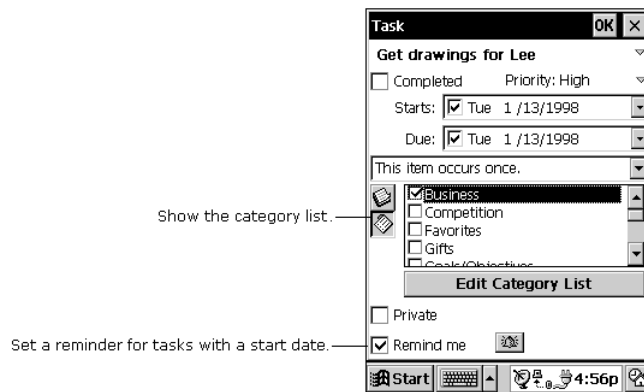 Task OK
Get drawings for Lee
Completed Priority: High
Starts: Tue 1 /13/1998
Due: Tue 1 /13/1998
This item occurs once.
Business
Show the category list.
Competition
Favorites
Gifts
Goals/Objectives
Edit Category List
Private
Set a reminder for tasks with a start date.
Remind me
Start 4:56p